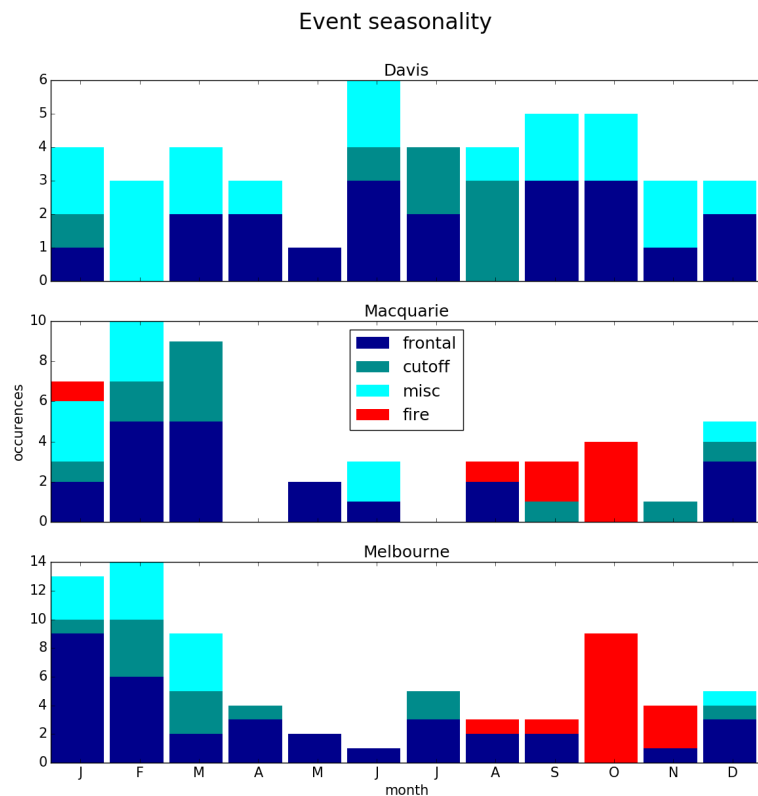 Event seasonality
Davis
6
5
4
3
2
1
0
Macquarie
10
8
6
4
2
0
frontal
cutoff
misc
fire
occurences
Melbourne
14
12
10
8
6
4
2
0
J F M A M J J A S O N D
month